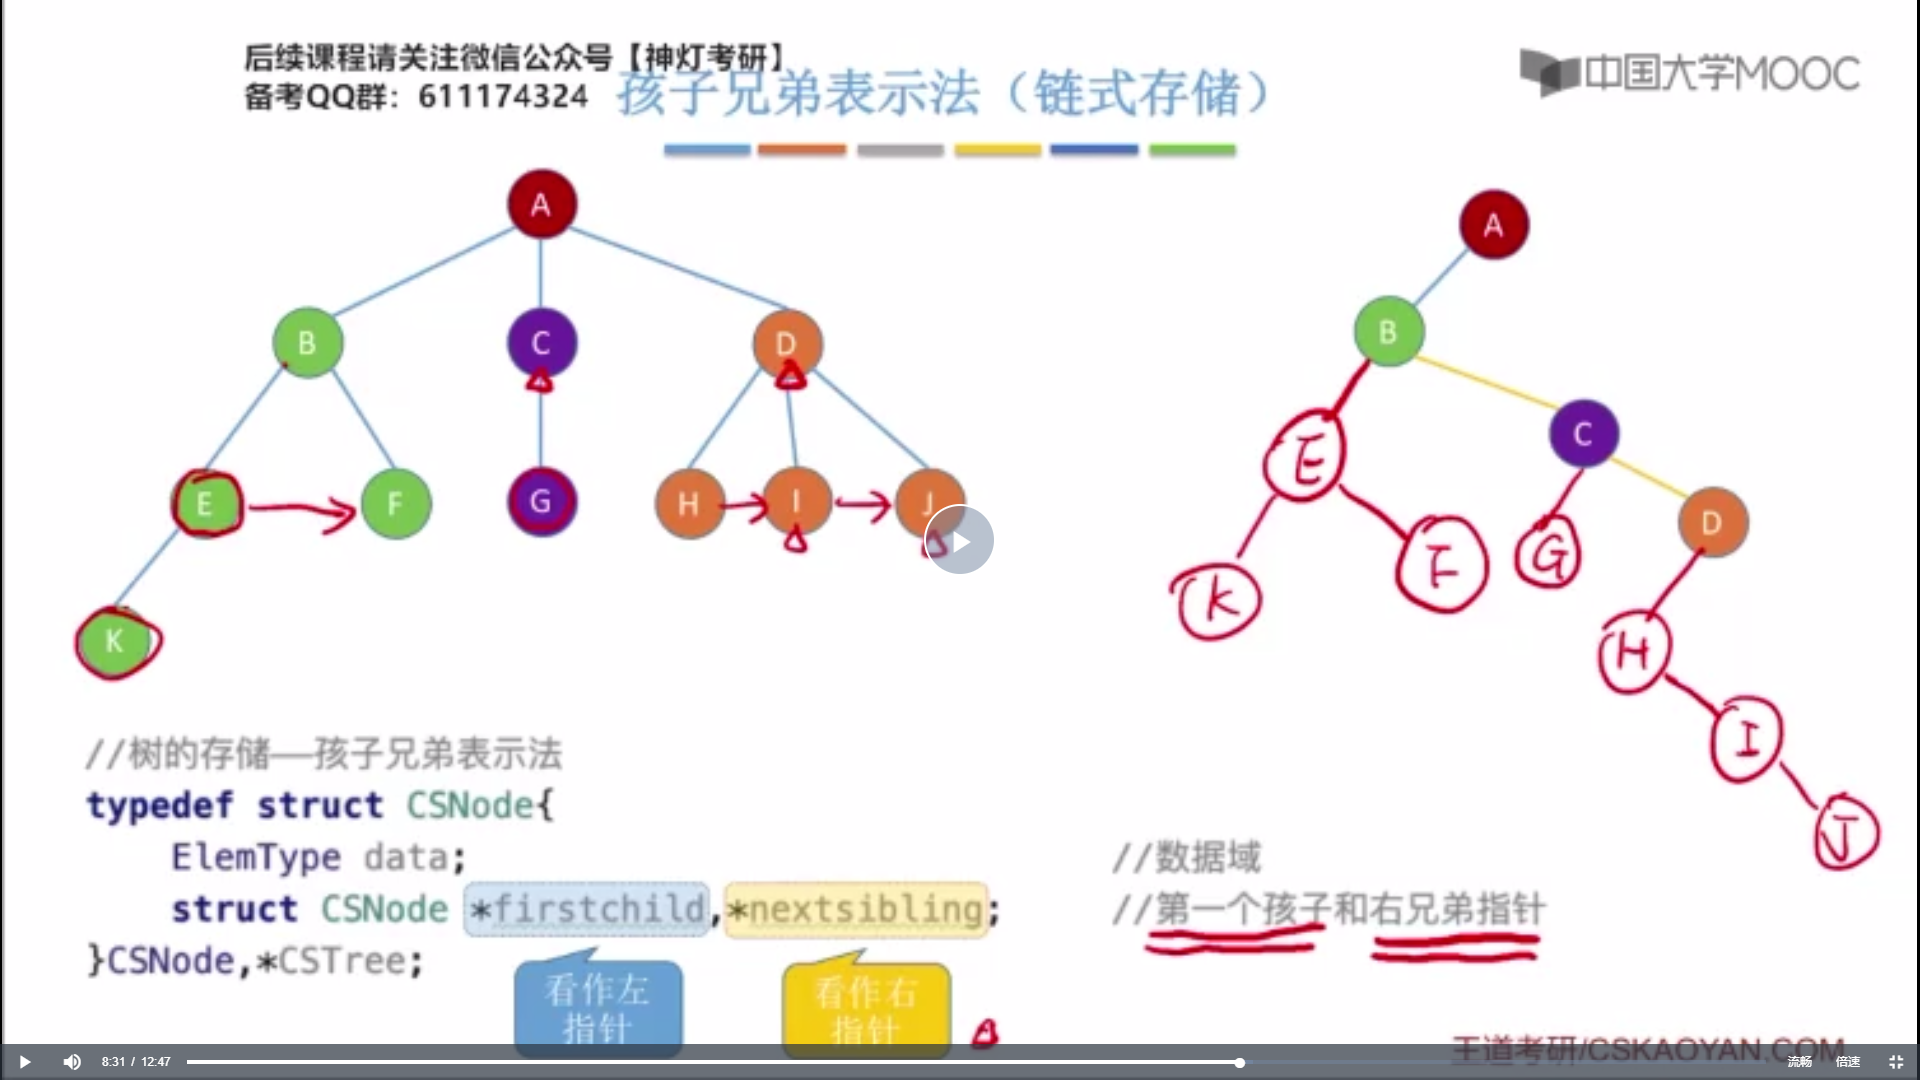 后续课程请关注微信公众号【神灯考研】
备考QQ群：611174324
孩子兄弟表示法（链式存储）
中国大学MOOC
A
B
C
D
E
F
G
H
I
J
K
A
B
C
D
E
F
G
K
H
I
J
//树的存储——孩子兄弟表示法
typedef struct CSNode{
ElemType data; //数据域
struct CSNode *firstchild,*nextsibling; //第一个孩子和右兄弟指针
}CSNode,*CSTree;
看作左
指针
看作右
指针
王道考研/CSKAOYAN.COM
8:31 / 12:47
流畅
倍速